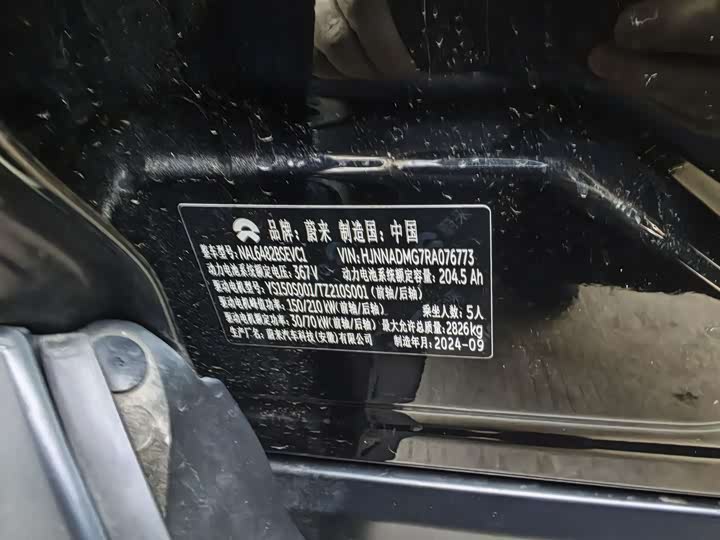 品牌：蔚来 制造国：中国
整车型号：NAL6482BSEVC1 VIN：HJNNADMG7RA076773
动力电池系统额定电压：367V 动力电池系统额定容量：204.5 Ah
驱动电机型号：YS150S001/TZ210S001（前轴/后轴）
驱动电机峰值功率：150/210 kW(前轴/后轴) 乘坐人数：5人
驱动电机额定功率：50/70 kW(前轴/后轴) 最大允许总质量：2826kg
生产厂名：蔚来汽车科技(安徽)有限公司 制造年月：2024-09